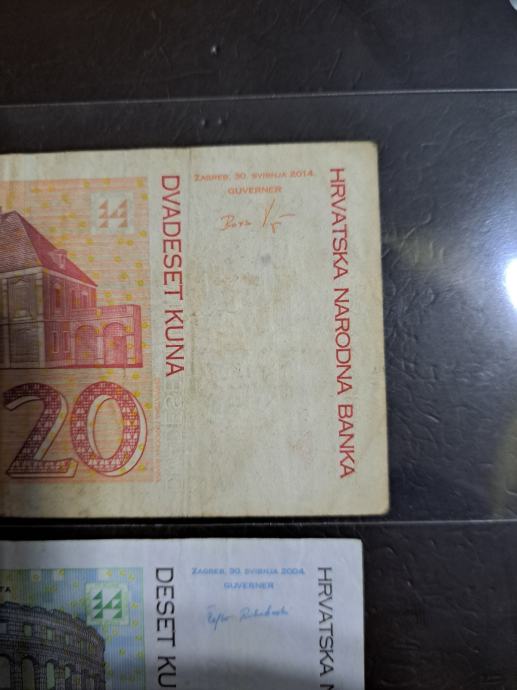 ZAGREB, 30. SVIBNJA 2014.
GUVERNER
DVADESET KUNA
HRVATSKA NARODNA BANKA
20
ZAGREB, 30. SVIBNJA 2004.
GUVERNER
DESET KU
HRVATSKA N
TA